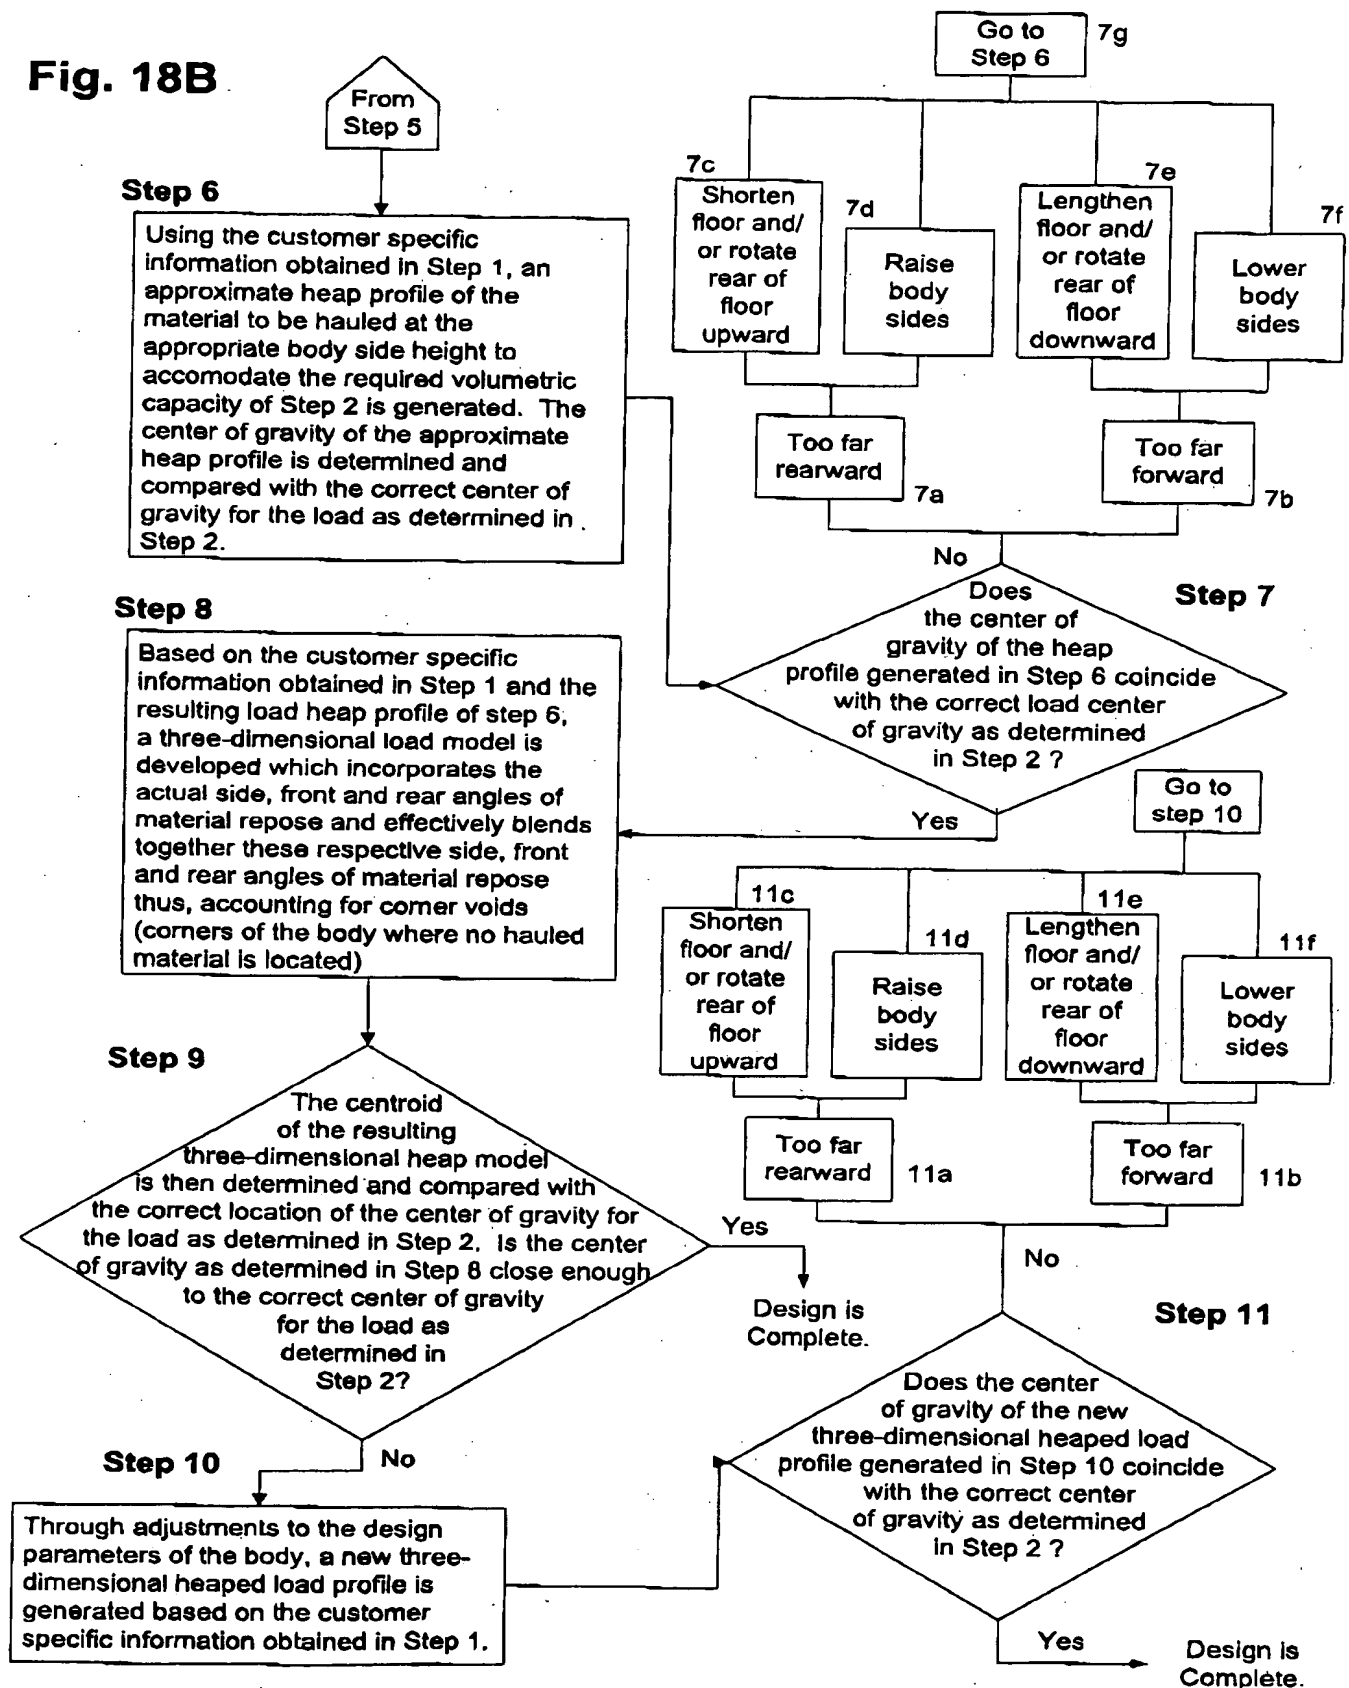 Fig. 18B
From
Step 5
Step 6
Using the customer specific
information obtained in Step 1, an
approximate heap profile of the
material to be hauled at the
appropriate body side height to
accomodate the required volumetric
capacity of Step 2 is generated. The
center of gravity of the approximate
heap profile is determined and
compared with the correct center of
gravity for the load as determined in
Step 2.
Go to
Step 6
7g
7c
Shorten
floor and/
or rotate
rear of
floor
upward
7d
Raise
body
sides
7e
Lengthen
floor and/
or rotate
rear of
floor
downward
7f
Lower
body
sides
Too far
rearward
7a
Too far
forward
7b
No
Step 7
Does
the center of
gravity of the heap
profile generated in Step 6 coincide
with the correct load center
of gravity as determined
in Step 2 ?
Yes
Step 8
Based on the customer specific
information obtained in Step 1 and the
resulting load heap profile of step 6,
a three-dimensional load model is
developed which incorporates the
actual side, front and rear angles of
material repose and effectively blends
together these respective side, front
and rear angles of material repose
thus, accounting for corner voids
(corners of the body where no hauled
material is located)
Step 9
The centroid
of the resulting
three-dimensional heap model
is then determined and compared with
the correct location of the center of gravity for
the load as determined in Step 2. Is the center
of gravity as determined in Step 8 close enough
to the correct center of gravity
for the load as
determined in
Step 2?
Yes
Design is
Complete.
No
Step 10
Through adjustments to the design
parameters of the body, a new three-
dimensional heaped load profile is
generated based on the customer
specific information obtained in Step 1.
Go to
step 10
11c
Shorten
floor and/
or rotate
rear of
floor
upward
11d
Raise
body
sides
11e
Lengthen
floor and/
or rotate
rear of
floor
downward
11f
Lower
body
sides
Too far
rearward
11a
Too far
forward
11b
No
Step 11
Does the center
of gravity of the new
three-dimensional heaped load
profile generated in Step 10 coincide
with the correct center
of gravity as determined
in Step 2 ?
Yes
Design is
Complete.